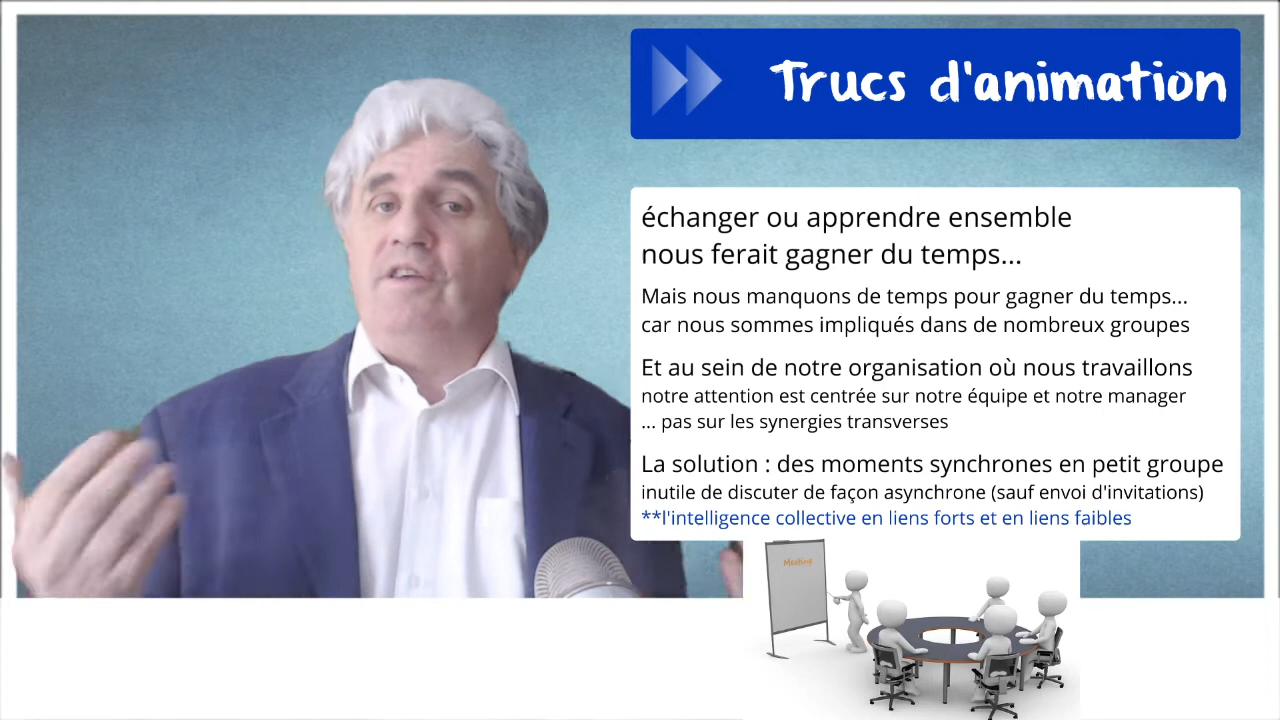 Trucs d'animation
échanger ou apprendre ensemble
nous ferait gagner du temps...
Mais nous manquons de temps pour gagner du temps...
car nous sommes impliqués dans de nombreux groupes
Et au sein de notre organisation où nous travaillons
notre attention est centrée sur notre équipe et notre manager
... pas sur les synergies transverses
La solution : des moments synchrones en petit groupe
inutile de discuter de façon asynchrone (sauf envoi d'invitations)
**l'intelligence collective en liens forts et en liens faibles
Meeting